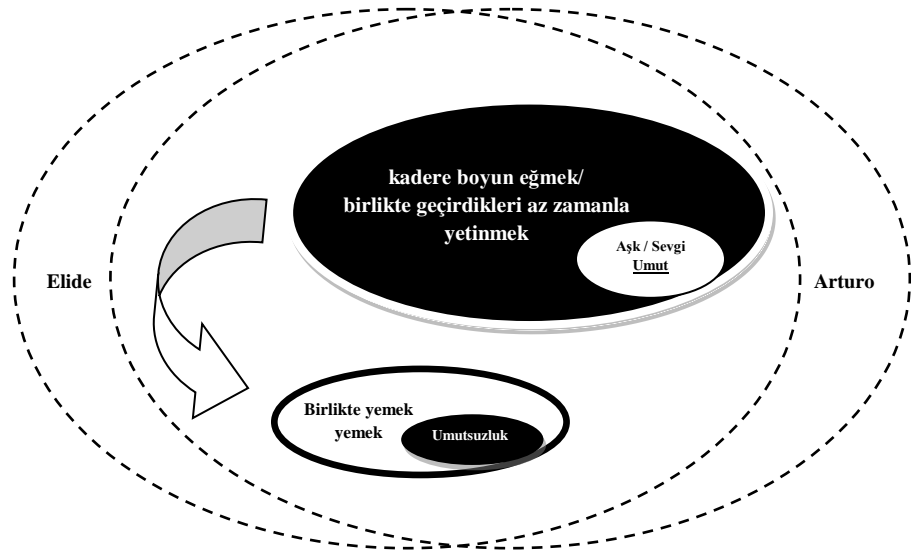 kadere boyun eğmek/
birlikte geçirdikleri az zamanla
yetinmek
Aşk / Sevgi
Umut
Elide
Arturo
Birlikte yemek
yemek
Umutsuzluk